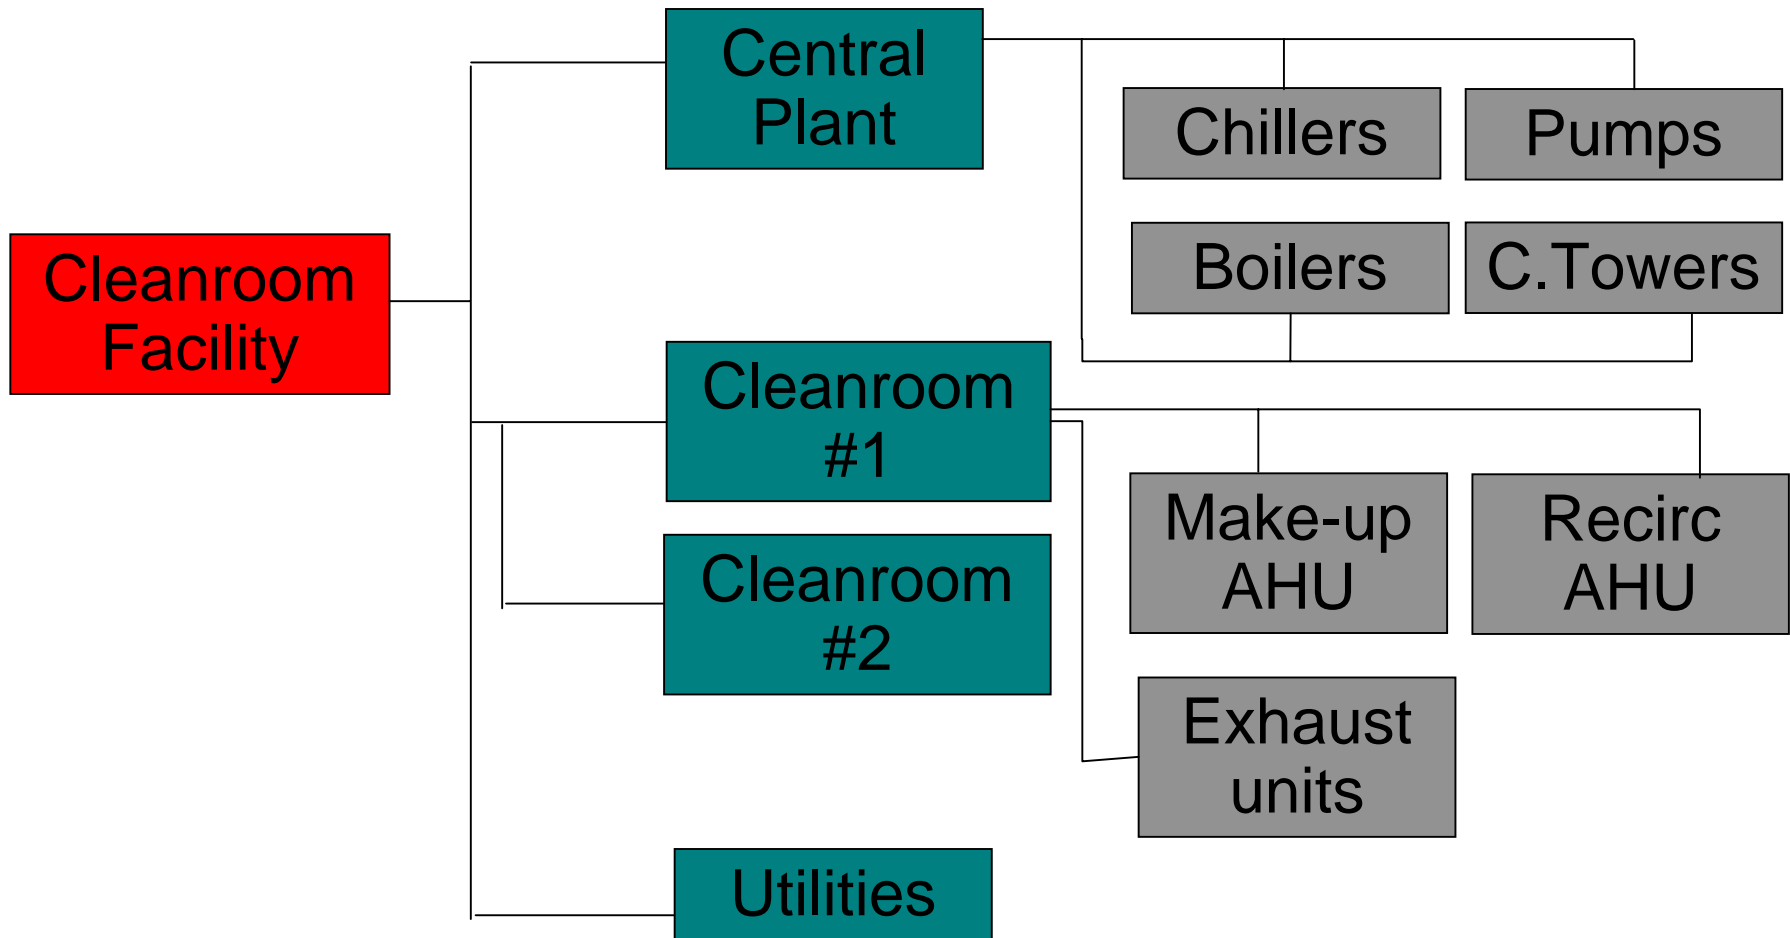 Central
Plant
Chillers
Pumps
Cleanroom
Facility
Boilers
C.Towers
Cleanroom
#1
Make-up
AHU
Recirc
AHU
Cleanroom
#2
Exhaust
units
Utilities